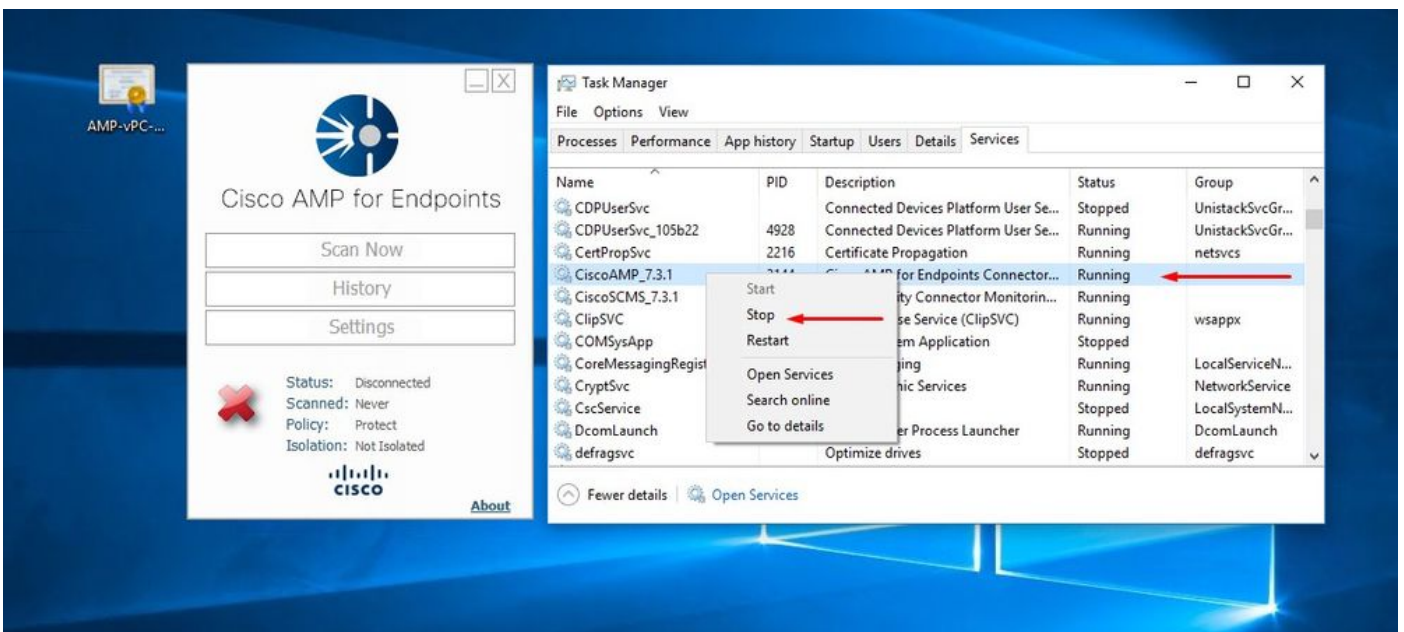 AMP-vPC-...
Cisco AMP for Endpoints
Scan Now
History
Settings
Status: Disconnected
Scanned: Never
Policy: Protect
Isolation: Not Isolated
CISCO
About
Task Manager
File Options View
Processes Performance App history Startup Users Details Services
Name PID Description Status Group
CDPUserSvc Connected Devices Platform User Se... Stopped UnistackSvcGr...
CDPUserSvc_105b22 4928 Connected Devices Platform User Se... Running UnistackSvcGr...
CertPropSvc 2216 Certificate Propagation Running netsvcs
CiscoAMP_7.3.1 for Endpoints Connector... Running
CiscoSCMS_7.3.1 ity Connector Monitorin... Running
ClipSVC se Service (ClipSVC) Running wsappx
COMSysApp em Application Stopped
CoreMessagingRegist ging Running LocalServiceN...
CryptSvc hic Services Running NetworkService
CscService Stopped LocalSystemN...
DcomLaunch er Process Launcher Running DcomLaunch
defragsvc Optimize drives Stopped defragsvc
Start
Stop
Restart
Open Services
Search online
Go to details
Fewer details Open Services